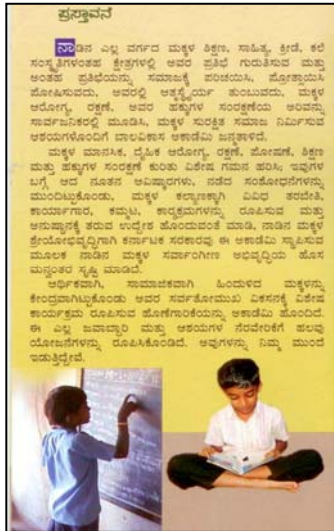 ಪ್ರಸ್ತಾವನೆ
ನಾಡಿನ ಎಲ್ಲ ವರ್ಗದ ಮಕ್ಕಳ ಶಿಕ್ಷಣ, ಸಾಹಿತ್ಯ, ಕ್ರೀಡೆ, ಕಲೆ
ಸಂಸ್ಕೃತಿಗಳಂತಹ ಕ್ಷೇತ್ರಗಳಲ್ಲಿ ಅವರ ಪ್ರತಿಭೆ ಗುರುತಿಸುವ ಮತ್ತು
ಅಂತಹ ಪ್ರತಿಭೆಯನ್ನು ಸಮಾಜಕ್ಕೆ ಪರಿಚಯಿಸಿ, ಪ್ರೋತ್ಸಾಹಿಸಿ
ಪೋಷಿಸುವದು, ಅವರಲ್ಲಿ ಆತ್ಮಸ್ಥೈರ್ಯ ತುಂಬುವದು, ಮಕ್ಕಳ
ಆರೋಗ್ಯ, ರಕ್ಷಣೆ, ಅವರ ಹಕ್ಕುಗಳ ಸಂರಕ್ಷಣೆಯ ಅರಿವನ್ನು
ಸಾರ್ವಜನಿಕರಲ್ಲಿ ಮೂಡಿಸಿ, ಮಕ್ಕಳ ಸುರಕ್ಷಿತ ಸಮಾಜ ನಿರ್ಮಿಸುವ
ಆಶಯಗಳೊಂದಿಗೆ ಬಾಲವಿಕಾಸ ಅಕಾಡೆಮಿ ಜನ್ಮತಾಳಿದೆ.
ಮಕ್ಕಳ ಮಾನಸಿಕ, ದೈಹಿಕ ಆರೋಗ್ಯ, ರಕ್ಷಣೆ, ಪೋಷಣೆ, ಶಿಕ್ಷಣ
ಮತ್ತು ಹಕ್ಕುಗಳ ಸಂರಕ್ಷಣೆ ಕುರಿತು ವಿಶೇಷ ಗಮನ ಹರಿಸಿ; ಇವುಗಳ
ಬಗ್ಗೆ ಆದ ನೂತನ ಅವಿಷ್ಕಾರಗಳು, ನಡೆದ ಸಂಶೋಧನೆಗಳನ್ನು
ಮುಂದಿಟ್ಟುಕೊಂಡು, ಮಕ್ಕಳ ಕಲ್ಯಾಣಕ್ಕಾಗಿ ವಿವಿಧ ತರಬೇತಿ,
ಕಾರ್ಯಾಗಾರ, ಕಮ್ಮಟ, ಕಾರ್ಯಕ್ರಮಗಳನ್ನು ರೂಪಿಸುವ ಮತ್ತು
ಅನುಷ್ಠಾನಕ್ಕೆ ತರುವ ಉದ್ದೇಶ ಹೊಂದುವಂತೆ ಮಾಡಿ, ನಾಡಿನ ಮಕ್ಕಳ
ಶ್ರೇಯೋಭಿವೃದ್ಧಿಗಾಗಿ ಕರ್ನಾಟಕ ಸರಕಾರವು ಈ ಅಕಾಡೆಮಿ ಸ್ಥಾಪಿಸುವ
ಮೂಲಕ ನಾಡಿನ ಮಕ್ಕಳ ಸರ್ವಾಂಗೀಣ ಅಭಿವೃದ್ಧಿಯ ಹೊಸ
ಮನ್ವಂತರ ಸೃಷ್ಟಿ ಮಾಡಿದೆ.
ಆರ್ಥಿಕವಾಗಿ, ಸಾಮಾಜಿಕವಾಗಿ ಹಿಂದುಳಿದ ಮಕ್ಕಳನ್ನು
ಕೇಂದ್ರವಾಗಿಟ್ಟುಕೊಂಡು ಅವರ ಸರ್ವತೋಮುಖ ವಿಕಸನಕ್ಕೆ ವಿಶೇಷ
ಕಾರ್ಯಕ್ರಮ ರೂಪಿಸುವ ಹೊಣೆಗಾರಿಕೆಯನ್ನು ಅಕಾಡೆಮಿ ಹೊಂದಿದೆ.
ಈ ಎಲ್ಲ ಜವಾಬ್ದಾರಿ ಮತ್ತು ಆಶಯಗಳ ನೆರವೇರಿಕೆಗೆ ಹಲವು
ಯೋಜನೆಗಳನ್ನು ರೂಪಿಸಿಕೊಂಡಿದೆ. ಅವುಗಳನ್ನು ನಿಮ್ಮ ಮುಂದೆ
ಇಡುತ್ತಿದ್ದೇವೆ.